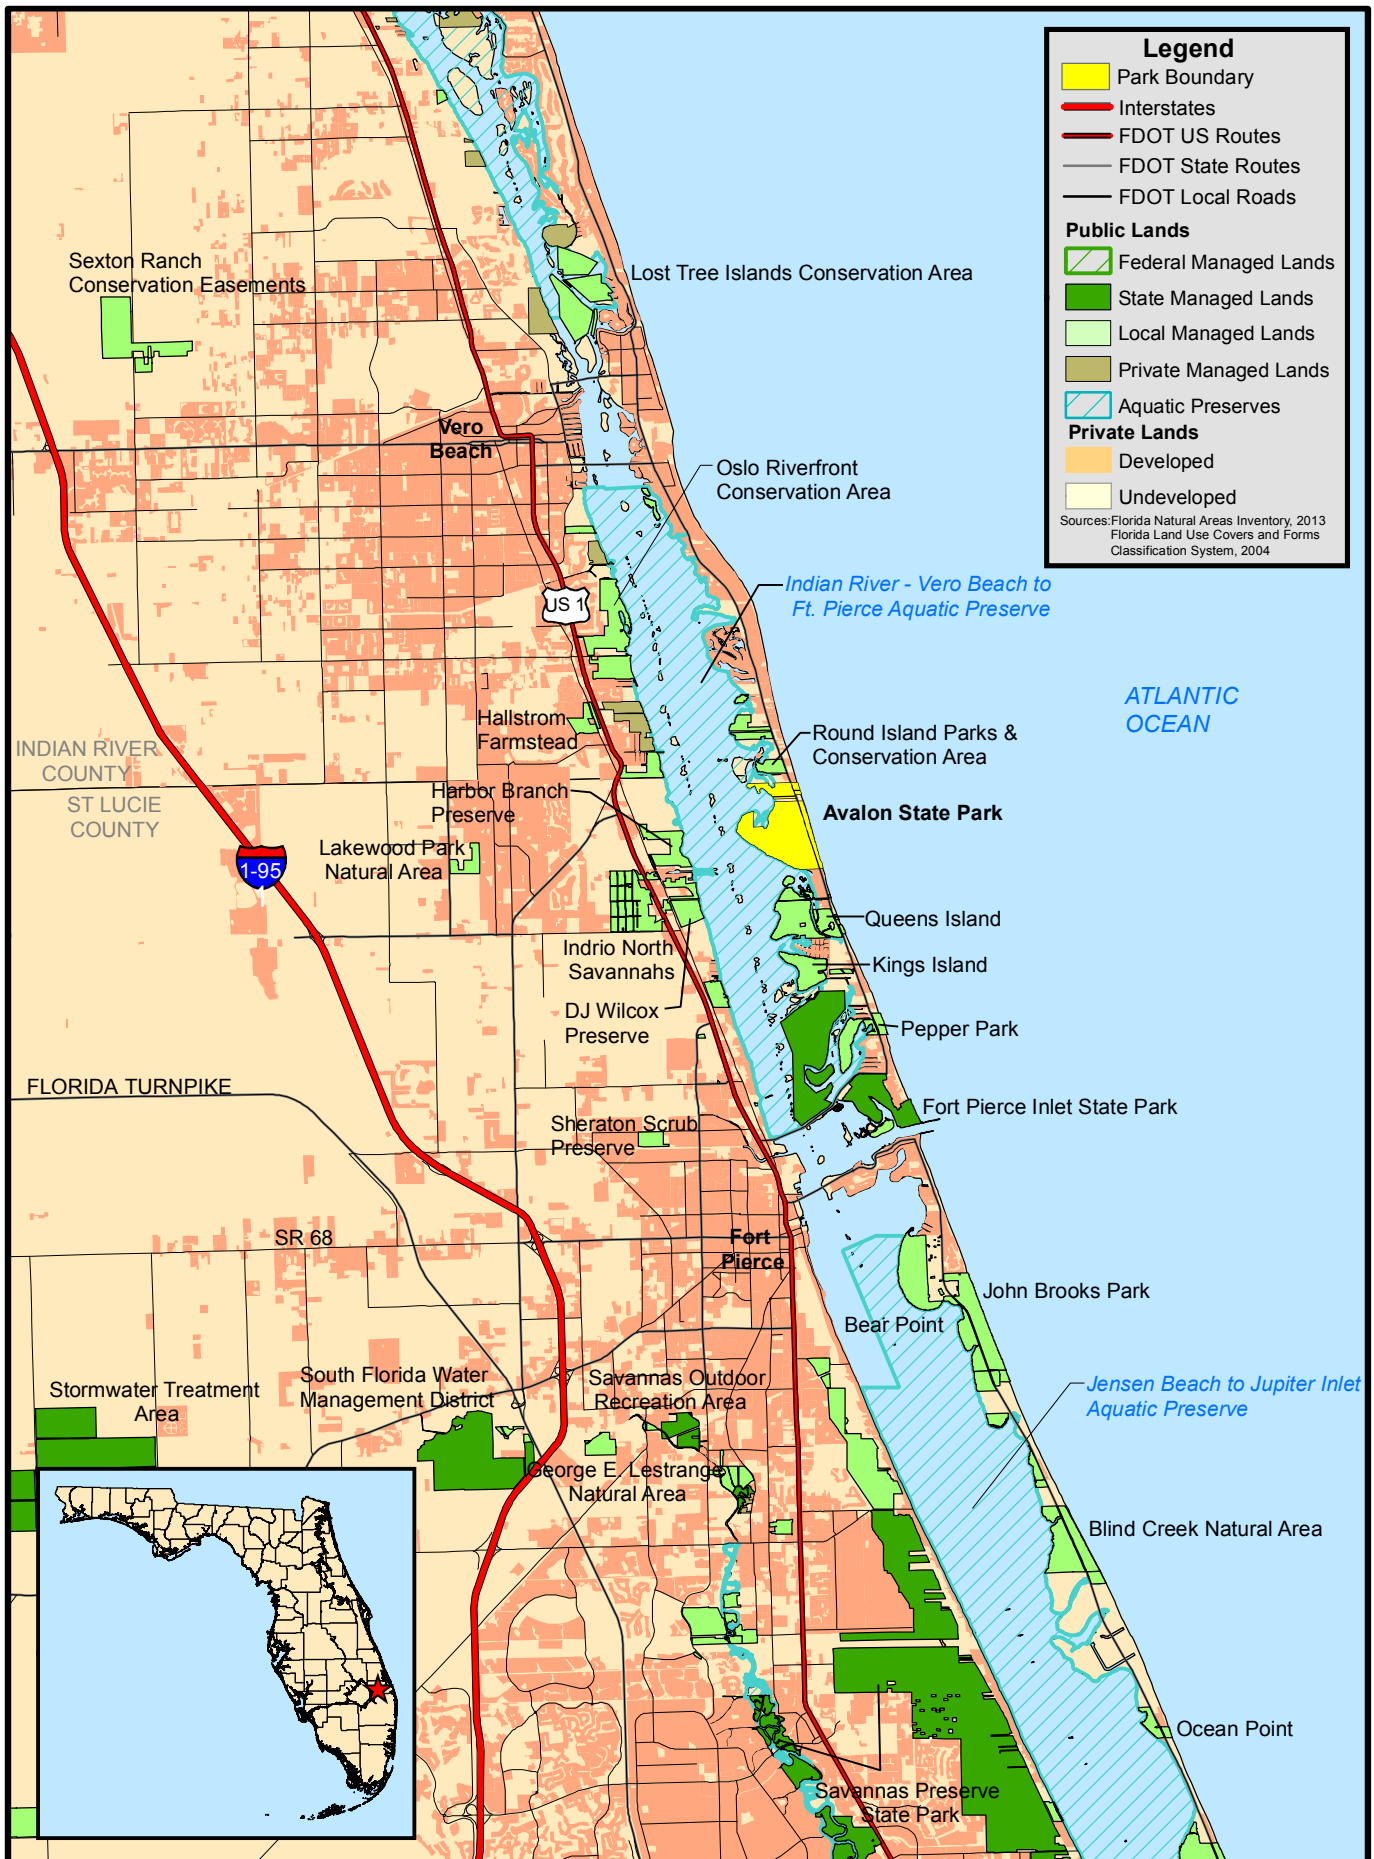 Legend
Park Boundary
Interstates
FDOT US Routes
FDOT State Routes
FDOT Local Roads
Public Lands
Federal Managed Lands
State Managed Lands
Local Managed Lands
Private Managed Lands
Aquatic Preserves
Private Lands
Developed
Undeveloped
Sources:Florida Natural Areas Inventory, 2013
Florida Land Use Covers and Forms
Classification System, 2004
Sexton Ranch
Conservation Easements
Lost Tree Islands Conservation Area
Vero
Beach
Oslo Riverfront
Conservation Area
Indian River - Vero Beach to
Ft. Pierce Aquatic Preserve
US 1
ATLANTIC
OCEAN
Hallstrom
Farmstead
Round Island Parks &
Conservation Area
INDIAN RIVER
COUNTY
ST LUCIE
COUNTY
Harbor Branch
Preserve
Avalon State Park
Lakewood Park
Natural Area
1-95
1
Queens Island
Indrio North
Savannahs
Kings Island
DJ Wilcox
Preserve
Pepper Park
FLORIDA TURNPIKE
Fort Pierce Inlet State Park
Sheraton Scrub
Preserve
SR 68
Fort
Pierce
John Brooks Park
Bear Point
South Florida Water
Management District
Savannas Outdoor
Recreation Area
Stormwater Treatment
Area
Jensen Beach to Jupiter Inlet
Aquatic Preserve
George E. Lestrange
Natural Area
Blind Creek Natural Area
Ocean Point
Savannas Preserve
State Park